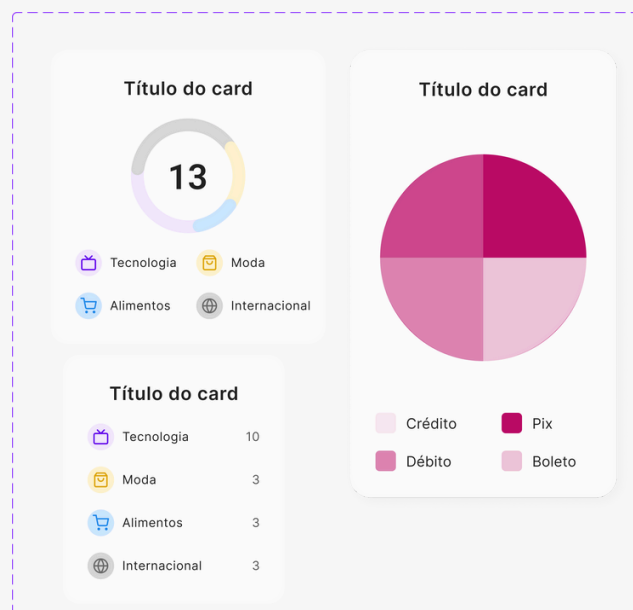 Título do card
13
Tecnologia Moda
Alimentos Internacional
Título do card
Tecnologia 10
Moda 3
Alimentos 3
Internacional 3
Título do card
Crédito Pix
Débito Boleto